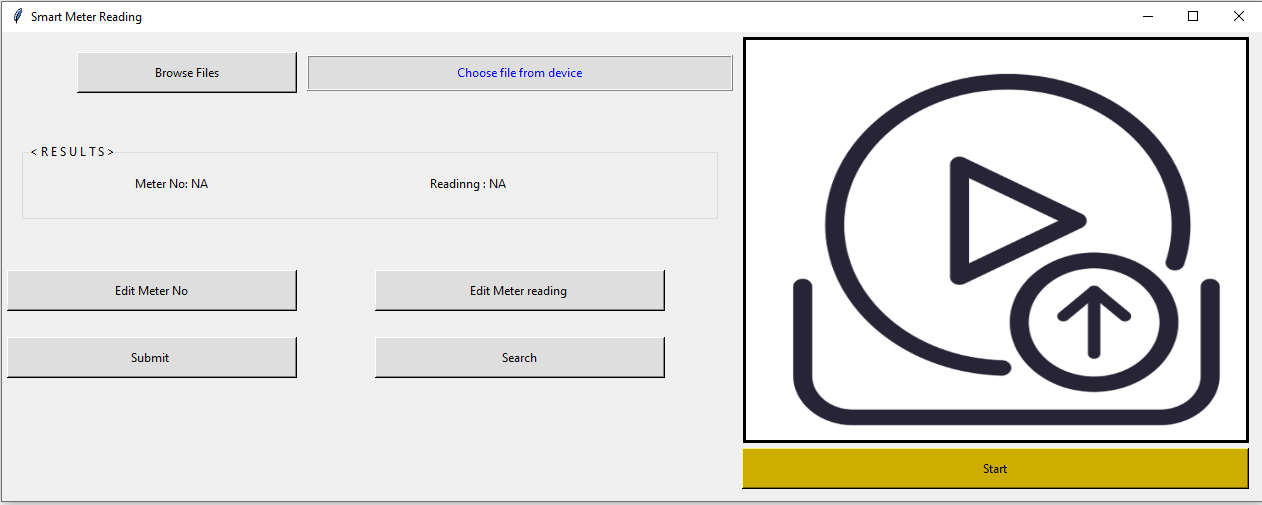 Smart Meter Reading
Browse Files
Choose file from device
< R E S U L T S >
Meter No: NA
Readinng : NA
Edit Meter No
Edit Meter reading
Submit
Search
Start